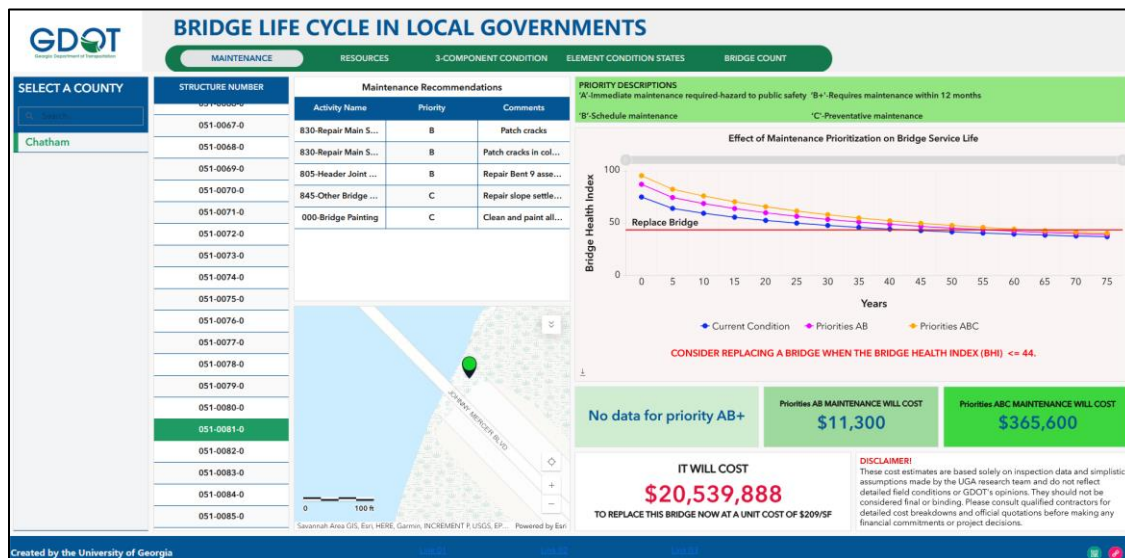 GDOT
Georgia Department of Transportation
BRIDGE LIFE CYCLE IN LOCAL GOVERNMENTS
MAINTENANCE RESOURCES 3-COMPONENT CONDITION ELEMENT CONDITION STATES BRIDGE COUNT
SELECT A COUNTY
Search...
Chatham
STRUCTURE NUMBER
051-0066-0
051-0067-0
051-0068-0
051-0069-0
051-0070-0
051-0071-0
051-0072-0
051-0073-0
051-0074-0
051-0075-0
051-0076-0
051-0077-0
051-0078-0
051-0079-0
051-0080-0
051-0081-0
051-0082-0
051-0083-0
051-0084-0
051-0085-0
Maintenance Recommendations
Activity Name Priority Comments
830-Repair Main S... B Patch cracks
830-Repair Main S... B Patch cracks in col...
805-Header Joint ... B Repair Bent 9 asse...
845-Other Bridge ... C Repair slope settle...
000-Bridge Painting C Clean and paint all...
JOHNNY MERCER BLVD
0 100 ft
Savannah Area GIS, Esri, HERE, Garmin, INCREMENT P, USGS, EP... Powered by Esri
PRIORITY DESCRIPTIONS
'A'-Immediate maintenance required-hazard to public safety 'B+'-Requires maintenance within 12 months
'B'-Schedule maintenance 'C'-Preventative maintenance
Effect of Maintenance Prioritization on Bridge Service Life
Bridge Health Index
100
50
0
Replace Bridge
0 5 10 15 20 25 30 35 40 45 50 55 60 65 70 75
Years
Current Condition Priorities AB Priorities ABC
CONSIDER REPLACING A BRIDGE WHEN THE BRIDGE HEALTH INDEX (BHI) <= 44.
No data for priority AB+
Priorities AB MAINTENANCE WILL COST
$11,300
Priorities ABC MAINTENANCE WILL COST
$365,600
IT WILL COST
$20,539,888
TO REPLACE THIS BRIDGE NOW AT A UNIT COST OF $209/SF
DISCLAIMER!
These cost estimates are based solely on inspection data and simplistic
assumptions made by the UGA research team and do not reflect
detailed field conditions or GDOT's opinions. They should not be
considered final or binding. Please consult qualified contractors for
detailed cost breakdowns and official quotations before making any
financial commitments or project decisions.
Created by the University of Georgia